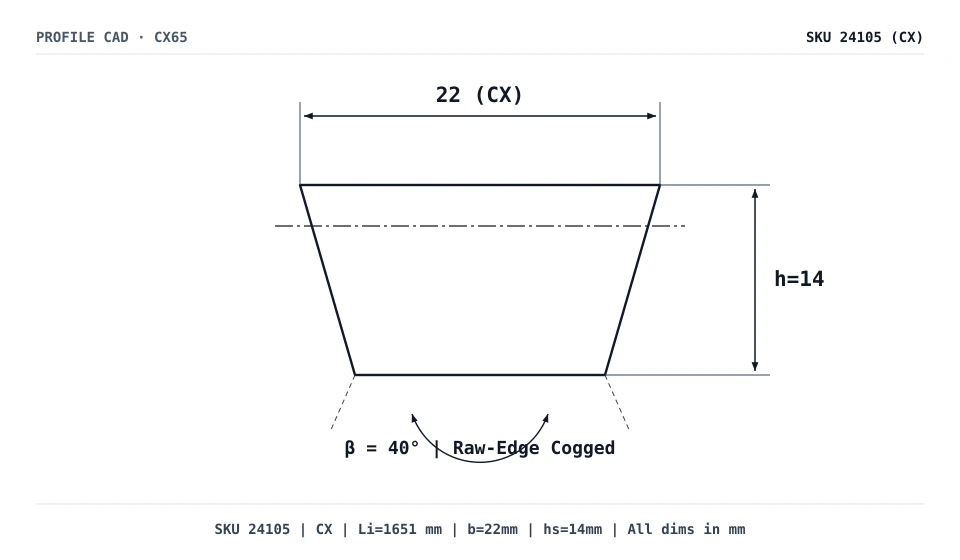 PROFILE CAD · CX65
SKU 24105 (CX)
22 (CX)
h=14
β = 40° | Raw-Edge Cogged
SKU 24105 | CX | Li=1651 mm | b=22mm | hs=14mm | All dims in mm